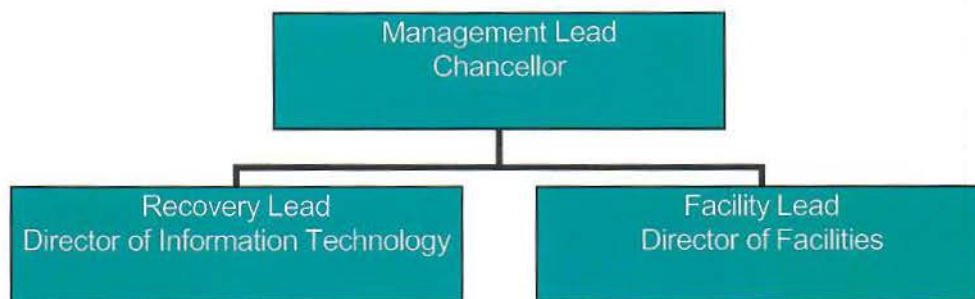 Management Lead
Chancellor
Recovery Lead
Director of Information Technology
Facility Lead
Director of Facilities